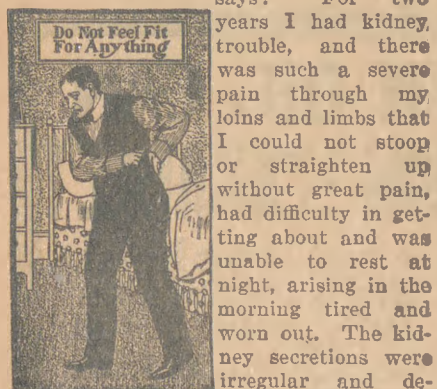 Do Not Feel Fit
For Anything
says: "For two
years I had kidney
trouble, and there
was such a severe
pain through my
loins and limbs that
I could not stoop
or straighten up
without great pain,
had difficulty in get-
ting about and was
unable to rest at
night, arising in the
morning tired and
worn out. The kid-
ney secretions were
irregular and de-